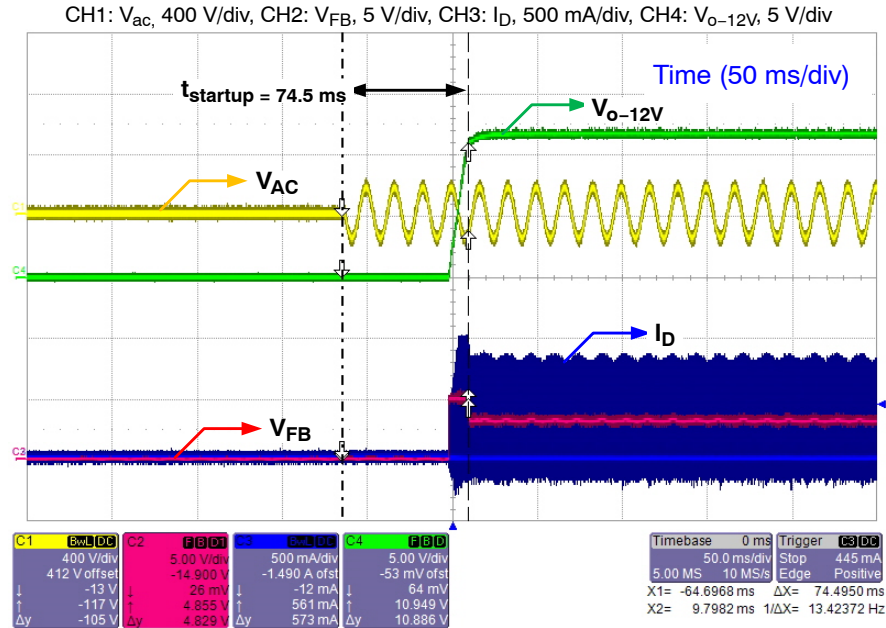 CH1: Vac, 400 V/div, CH2: VFB, 5 V/div, CH3: ID, 500 mA/div, CH4: Vo−12V, 5 V/div
tstartup = 74.5 ms
Time (50 ms/div)
Vo−12V
VAC
C1
C4
ID
VFB
C2
C1 BwL DC
400 V/div
412 V offset
↓ -13 V
↑ -117 V
Δy -105 V
C2 F B D1
5.00 V/div
-14.900 V
↓ 26 mV
↑ 4.855 V
Δy 4.829 V
C3 BwL DC
500 mA/div
-1.490 A ofst
↓ -12 mA
↑ 561 mA
Δy 573 mA
C4 F B D
5.00 V/div
-53 mV ofst
↓ 64 mV
↑ 10.949 V
Δy 10.886 V
Timebase 0 ms
50.0 ms/div
5.00 MS 10 MS/s
Trigger C3 DC
Stop 445 mA
Edge Positive
X1= -64.6968 ms ΔX= 74.4950 ms
X2= 9.7982 ms 1/ΔX= 13.42372 Hz